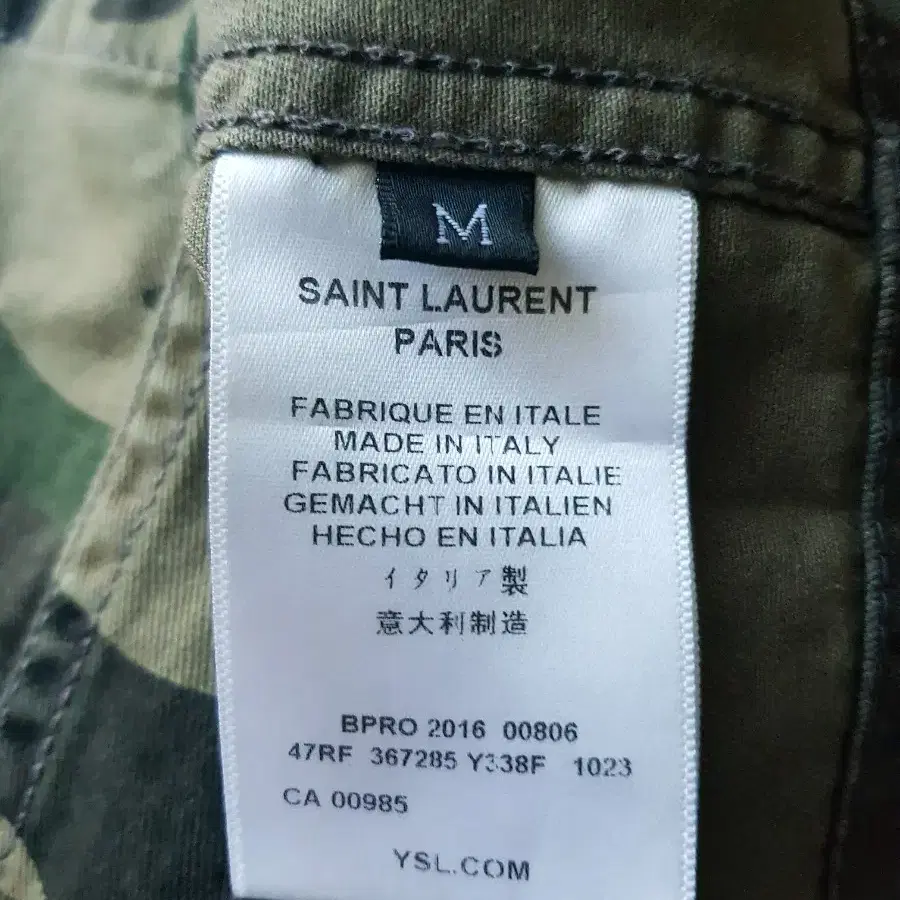 M
SAINT LAURENT
PARIS
FABRIQUE EN ITALE
MADE IN ITALY
FABRICATO IN ITALIE
GEMACHT IN ITALIEN
HECHO EN ITALIA
イタリア製
意大利制造
BPRO 2016 00806
47RF 367285 Y338F 1023
CA 00985
YSL.COM